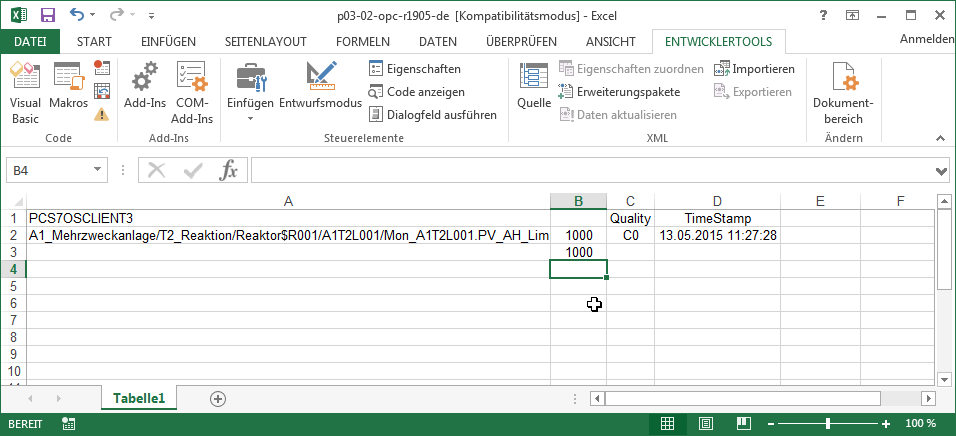 p03-02-opc-r1905-de [Kompatibilitätsmodus] - Excel
DATEI START EINFÜGEN SEITENLAYOUT FORMELN DATEN ÜBERPRÜFEN ANSICHT ENTWICKLERTOOLS Anmelden
Visual Basic
Makros
Code
Add-Ins
COM-Add-Ins
Add-Ins
Einfügen
Entwurfsmodus
Eigenschaften
Code anzeigen
Dialogfeld ausführen
Steuerelemente
Quelle
Eigenschaften zuordnen
Erweiterungspakete
Daten aktualisieren
Importieren
Exportieren
XML
Dokument-
bereich
Ändern
B4 fx
A B C D E F
1 PCS7OSCLIENT3 Quality TimeStamp
2 A1_Mehrzweckanlage/T2_Reaktion/Reaktor$R001/A1T2L001/Mon_A1T2L001.PV_AH_Lim 1000 C0 13.05.2015 11:27:28
3 1000
4
5
6
7
8
9
10
Tabelle1
BEREIT 100 %